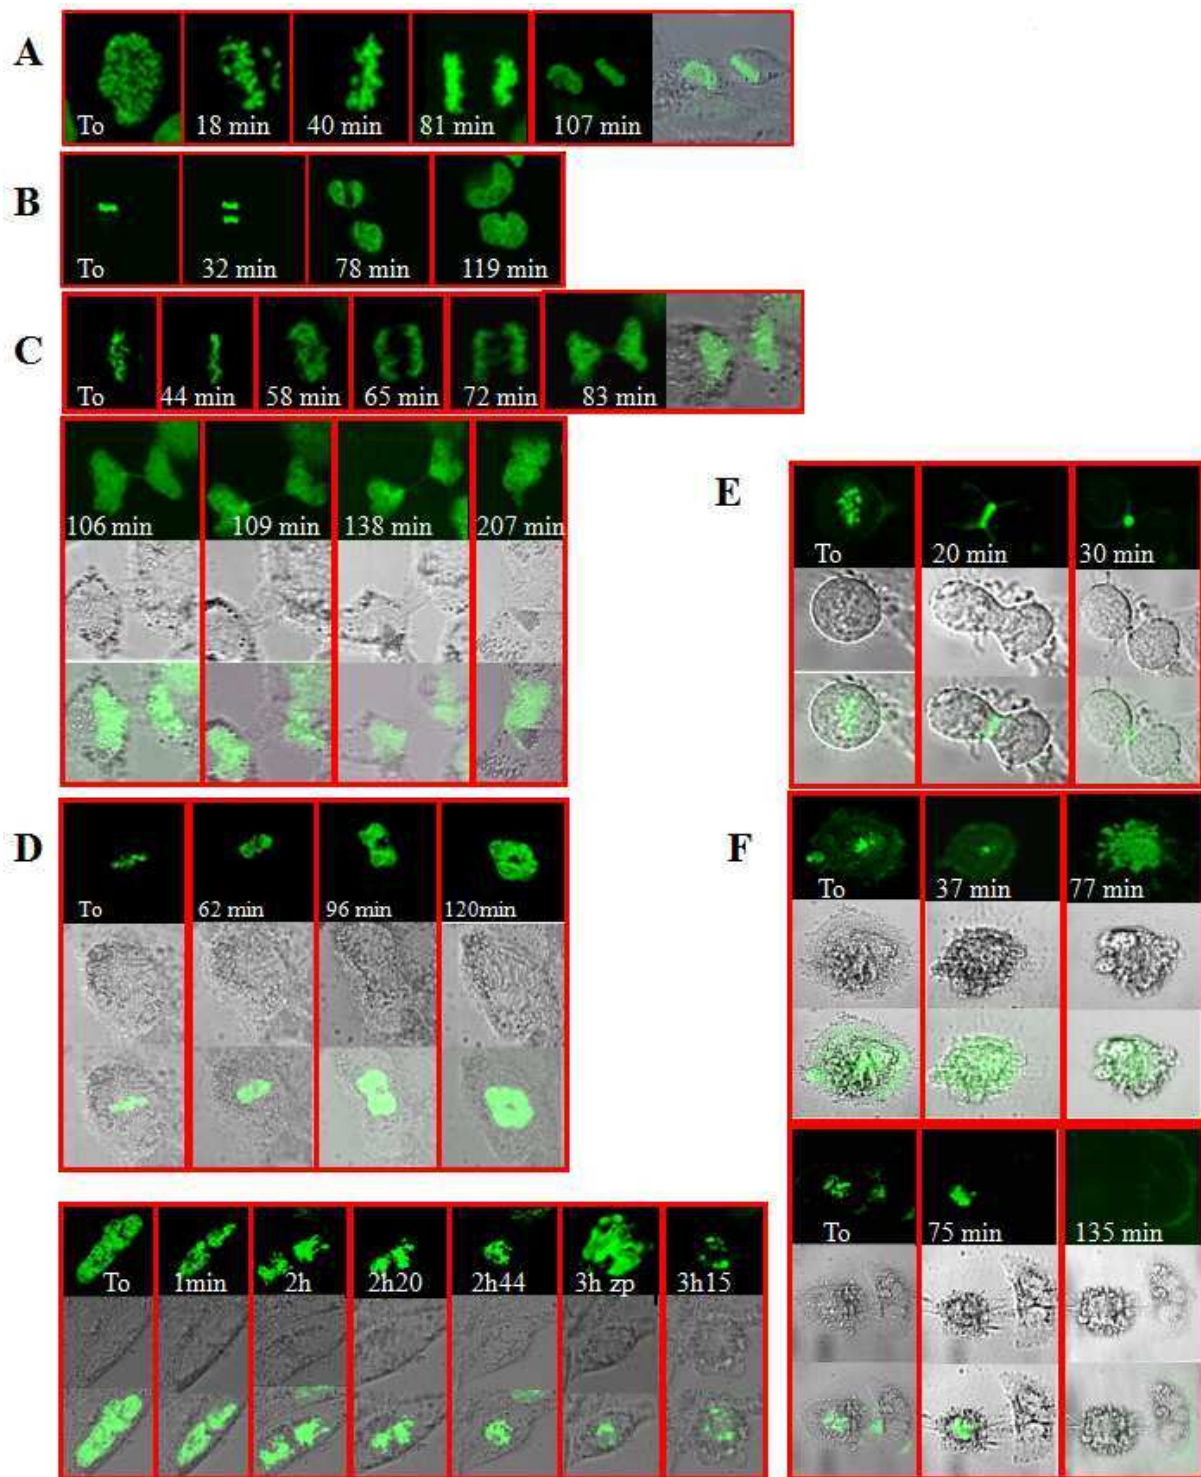 A
To 18 min 40 min 81 min 107 min
B
To 32 min 78 min 119 min
C
To 44 min 58 min 65 min 72 min 83 min
106 min 109 min 138 min 207 min
E
To 20 min 30 min
D
To 62 min 96 min 120min
F
To 37 min 77 min
To 75 min 135 min
To 1min 2h 2h20 2h44 3h zp 3h15